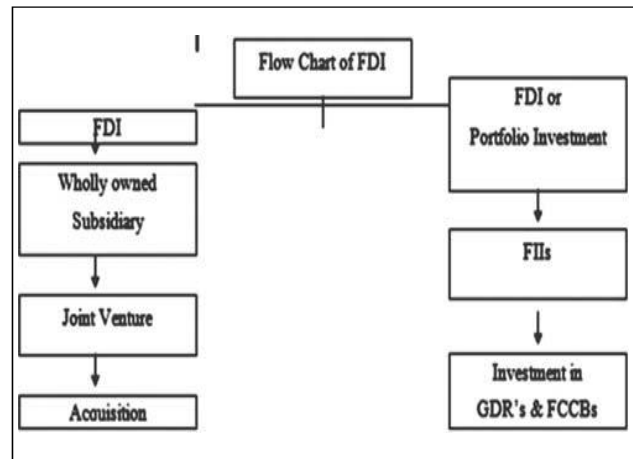 Flow Chart of FDI
FDI
Wholly owned
Subsidiary
Joint Venture
Acquisition
FDI or
Portfolio Investment
FIIs
Investment in
GDR's & FCCBs